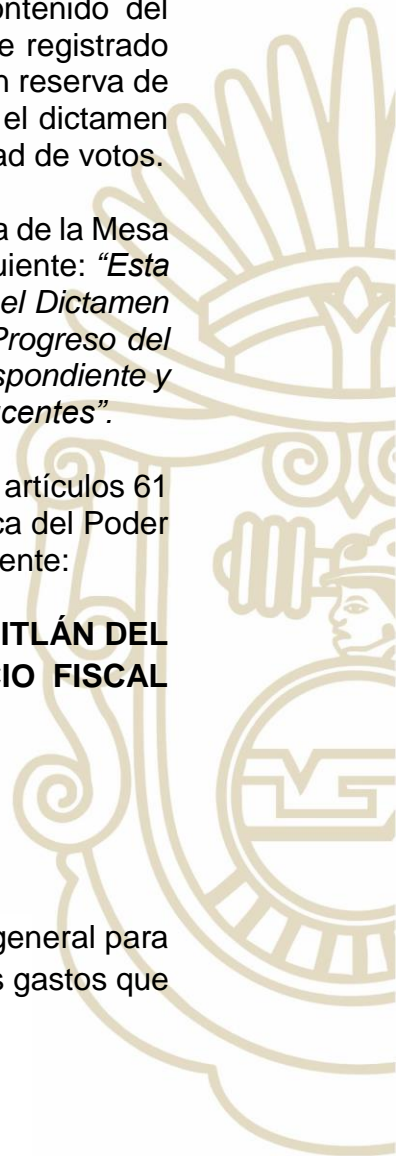 ontenido del
e registrado
n reserva de
el dictamen
ad de votos.
a de la Mesa
uiente: “Esta
el Dictamen
Progreso del
spondiente y
centes”.
artículos 61
ca del Poder
ente:
ITLÁN DEL
CIO FISCAL
general para
s gastos que